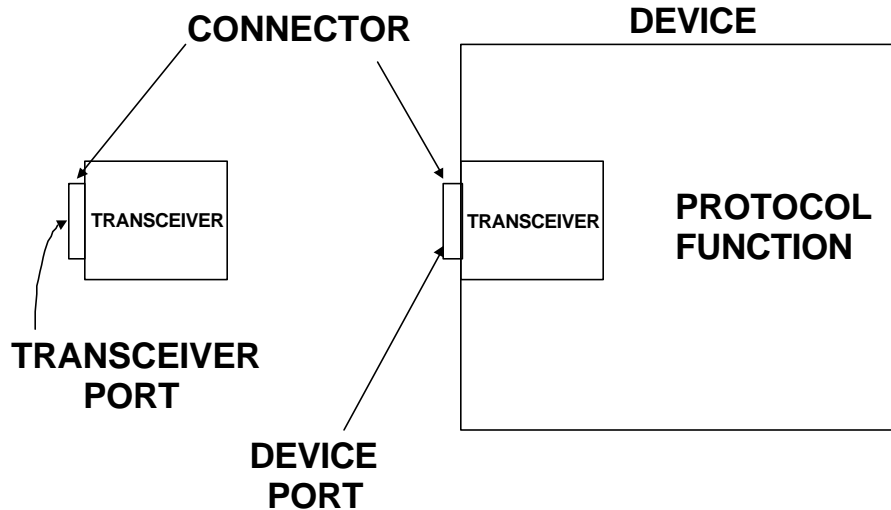 CONNECTOR
DEVICE
TRANSCEIVER
TRANSCEIVER
PROTOCOL
FUNCTION
TRANSCEIVER
PORT
DEVICE
PORT